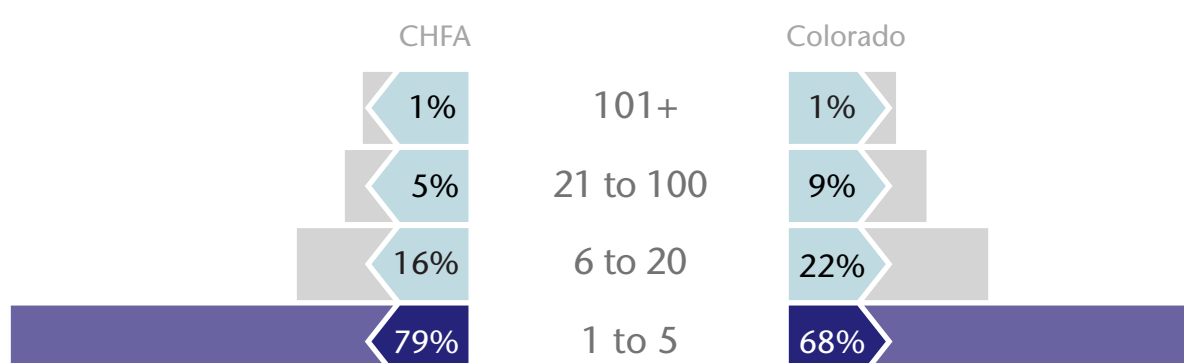 CHFA Colorado
1% 101+ 1%
5% 21 to 100 9%
16% 6 to 20 22%
79% 1 to 5 68%